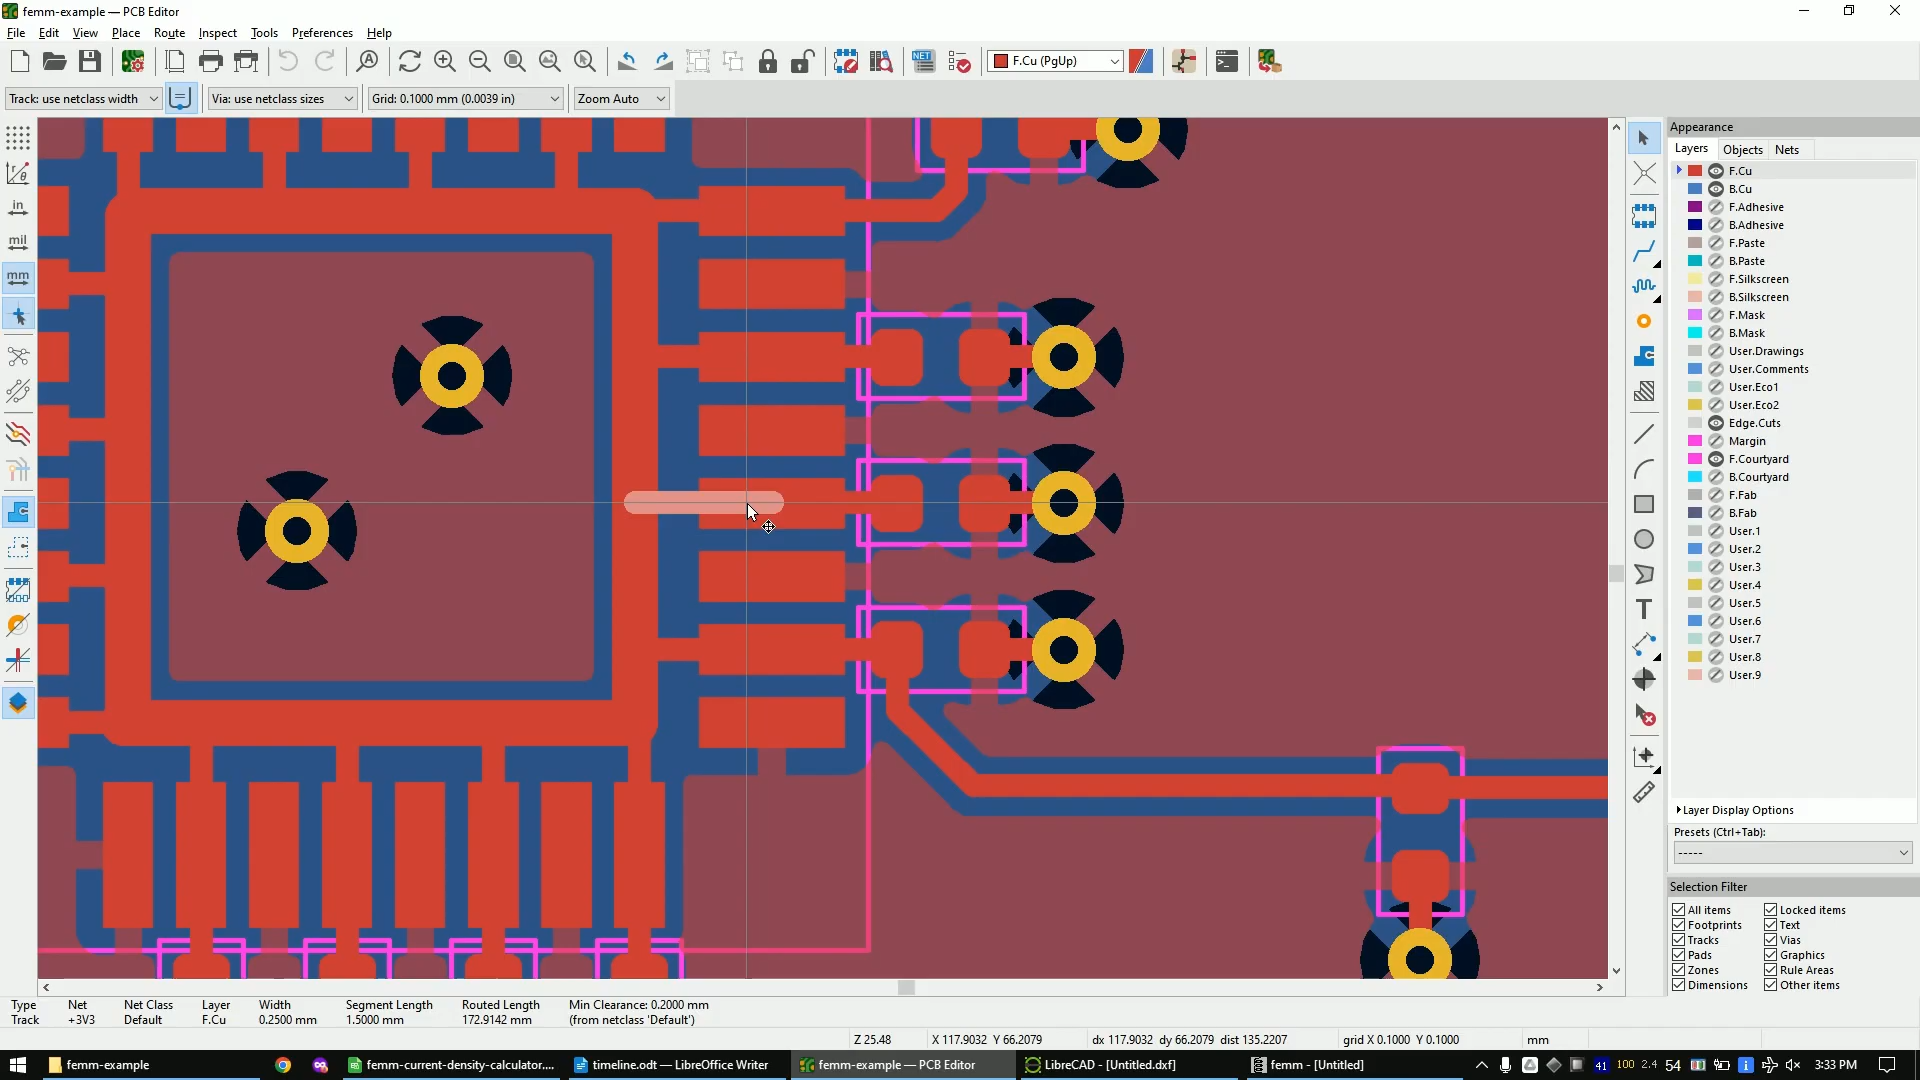 femm-example — PCB Editor
File Edit View Place Route Inspect Tools Preferences Help
F.Cu (PgUp)
Track: use netclass width Via: use netclass sizes Grid: 0.1000 mm (0.0039 in) Zoom Auto
in
mil
mm
Appearance
Layers Objects Nets
F.Cu
B.Cu
F.Adhesive
B.Adhesive
F.Paste
B.Paste
F.Silkscreen
B.Silkscreen
F.Mask
B.Mask
User.Drawings
User.Comments
User.Eco1
User.Eco2
Edge.Cuts
Margin
F.Courtyard
B.Courtyard
F.Fab
B.Fab
User.1
User.2
User.3
User.4
User.5
User.6
User.7
User.8
User.9
Layer Display Options
Presets (Ctrl+Tab):
-----
Selection Filter
All items Locked items
Footprints Text
Tracks Vias
Pads Graphics
Zones Rule Areas
Dimensions Other items
Type Net Net Class Layer Width Segment Length Routed Length Min Clearance: 0.2000 mm
Track +3V3 Default F.Cu 0.2500 mm 1.5000 mm 172.9142 mm (from netclass 'Default')
Z 25.48 X 117.9032 Y 66.2079 dx 117.9032 dy 66.2079 dist 135.2207 grid X 0.1000 Y 0.1000 mm
femm-example femm-current-density-calculator.... timeline.odt — LibreOffice Writer femm-example — PCB Editor LibreCAD - [Untitled.dxf] femm - [Untitled] 41 100 2.4 54 3:33 PM